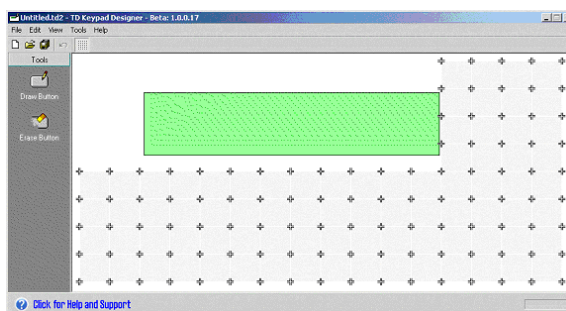 Untitled.td2 - TD Keypad Designer - Beta: 1.0.0.17
File Edit View Tools Help
Tools
Draw Button
Erase Button
Click for Help and Support